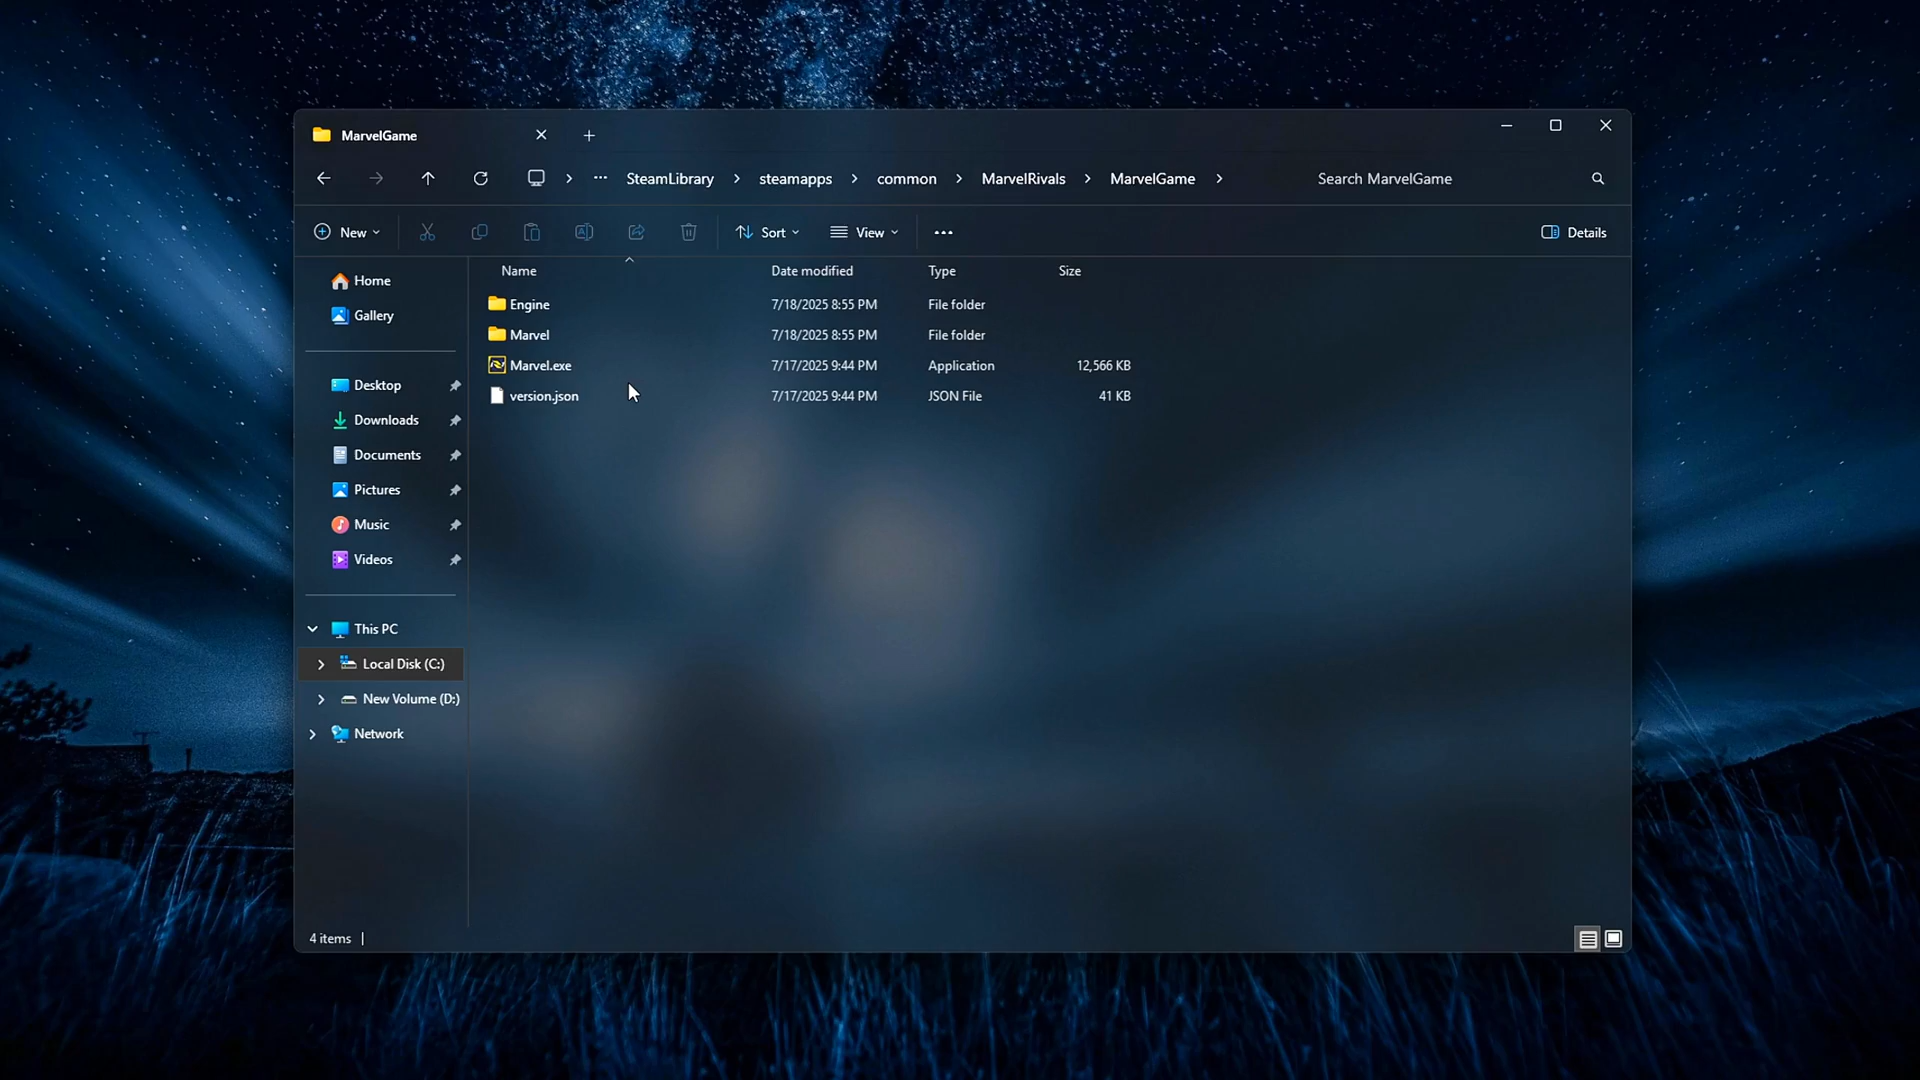 MarvelGame
SteamLibrary steamapps common MarvelRivals MarvelGame Search MarvelGame
New Sort View Details
Name Date modified Type Size
Engine 7/18/2025 8:55 PM File folder
Marvel 7/18/2025 8:55 PM File folder
Marvel.exe 7/17/2025 9:44 PM Application 12,566 KB
version.json 7/17/2025 9:44 PM JSON File 41 KB
Home
Gallery
Desktop
Downloads
Documents
Pictures
Music
Videos
This PC
Local Disk (C:)
New Volume (D:)
Network
4 items